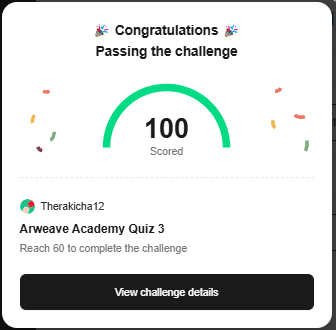 🎉 Congratulations 🎉
Passing the challenge
100
Scored
Therakicha12
Arweave Academy Quiz 3
Reach 60 to complete the challenge
View challenge details